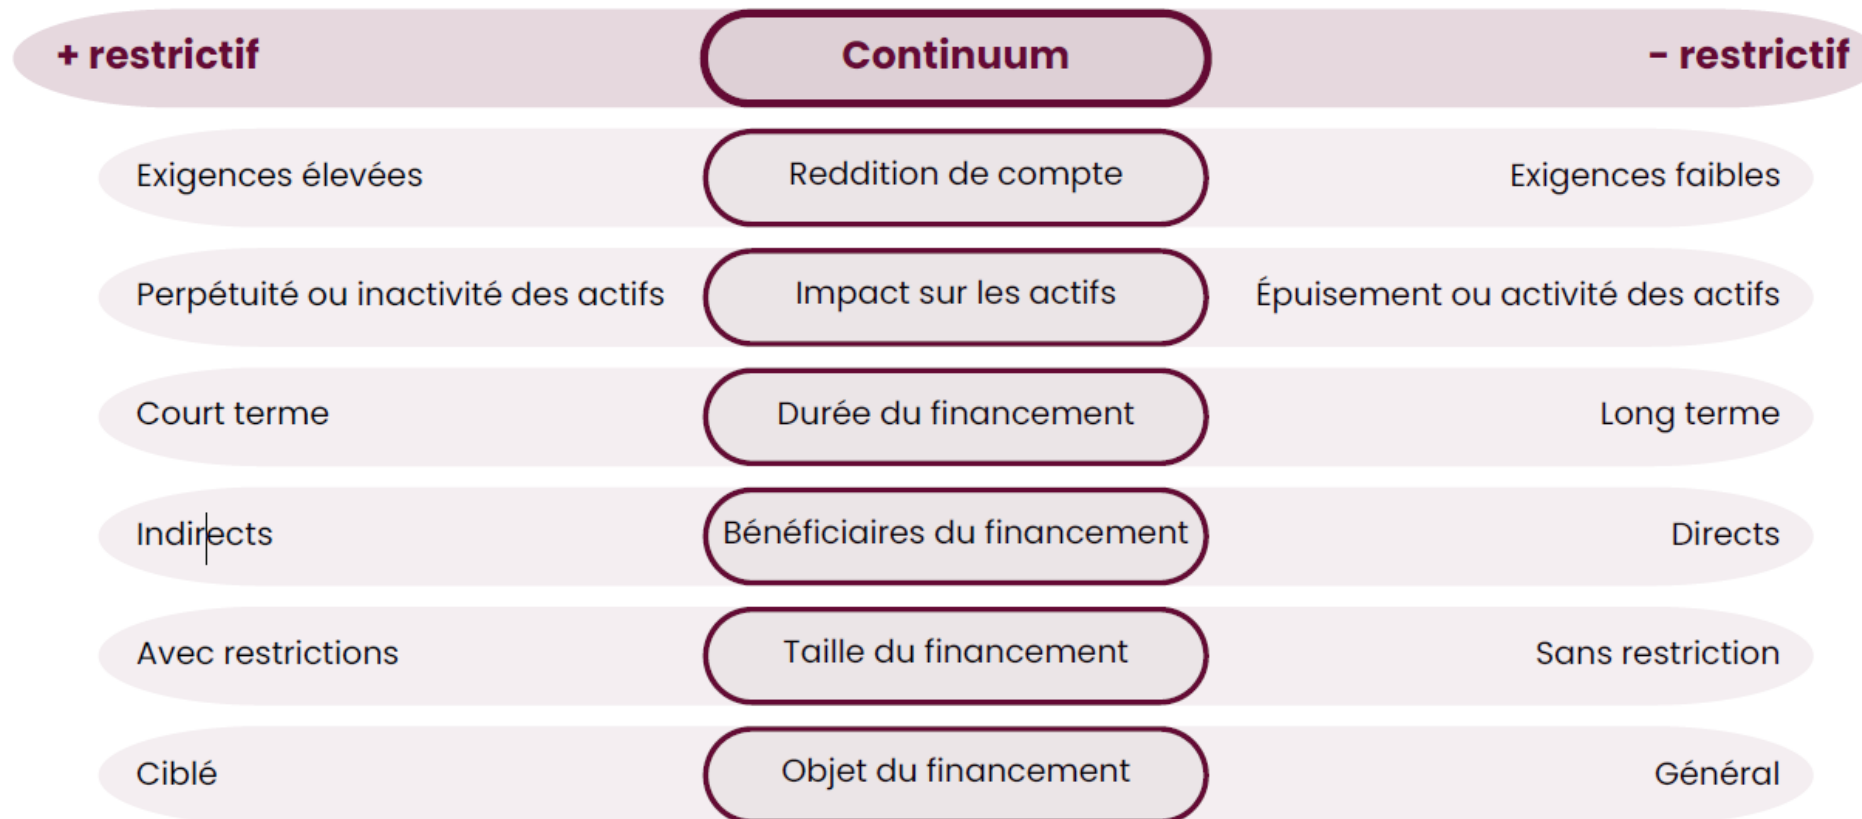 + restrictif Continuum - restrictif
Exigences élevées Reddition de compte Exigences faibles
Perpétuité ou inactivité des actifs Impact sur les actifs Épuisement ou activité des actifs
Court terme Durée du financement Long terme
Indirects Bénéficiaires du financement Directs
Avec restrictions Taille du financement Sans restriction
Ciblé Objet du financement Général